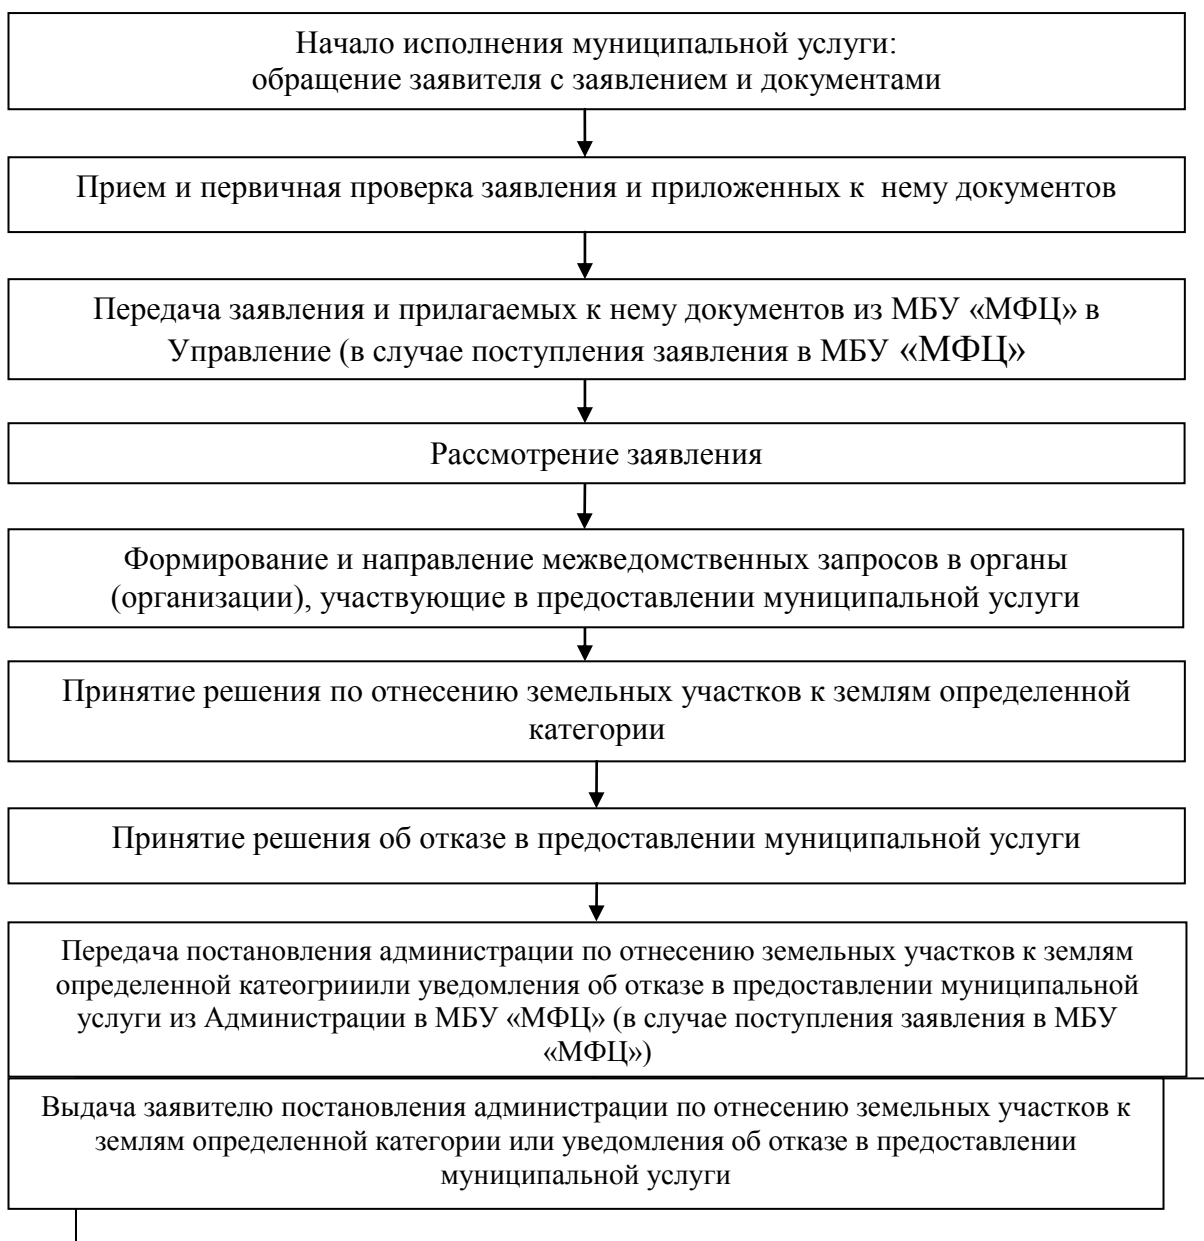 Начало исполнения муниципальной услуги:
обращение заявителя с заявлением и документами
Прием и первичная проверка заявления и приложенных к нему документов
Передача заявления и прилагаемых к нему документов из МБУ «МФЦ» в
Управление (в случае поступления заявления в МБУ «МФЦ»
Рассмотрение заявления
Формирование и направление межведомственных запросов в органы
(организации), участвующие в предоставлении муниципальной услуги
Принятие решения по отнесению земельных участков к землям определенной
категории
Принятие решения об отказе в предоставлении муниципальной услуги
Передача постановления администрации по отнесению земельных участков к землям
определенной катеогрииили уведомления об отказе в предоставлении муниципальной
услуги из Администрации в МБУ «МФЦ» (в случае поступления заявления в МБУ
«МФЦ»)
Выдача заявителю постановления администрации по отнесению земельных участков к
землям определенной категории или уведомления об отказе в предоставлении
муниципальной услуги